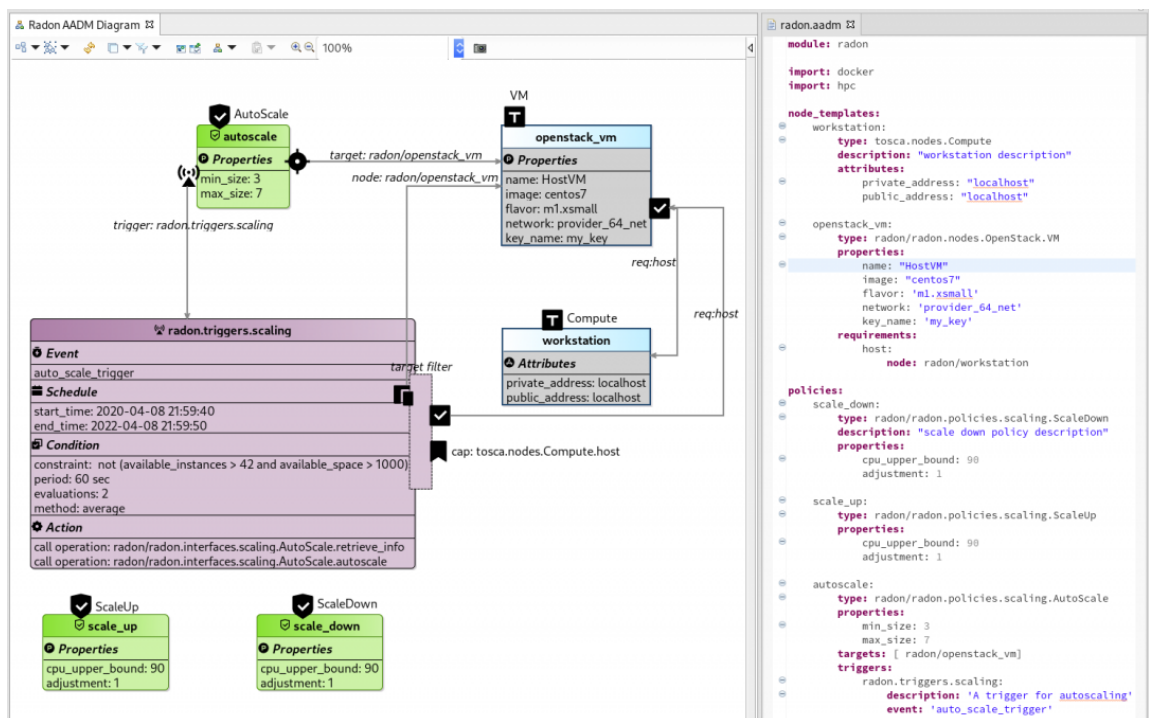 Radon AADM Diagram
100%
VM
AutoScale
autoscale
Properties
min_size: 3
max_size: 7
target: radon/openstack_vm
node: radon/openstack_vm
trigger: radon.triggers.scaling
openstack_vm
Properties
name: HostVM
image: centos7
flavor: m1.xsmall
network: provider_64_net
key_name: my_key
req:host
req:host
Compute
workstation
Attributes
private_address: localhost
public_address: localhost
radon.triggers.scaling
Event
auto_scale_trigger
target filter
Schedule
start_time: 2020-04-08 21:59:40
end_time: 2022-04-08 21:59:50
Condition
constraint:  not (available_instances > 42 and available_space > 1000)
period: 60 sec
evaluations: 2
method: average
cap: tosca.nodes.Compute.host
Action
call operation: radon/radon.interfaces.scaling.AutoScale.retrieve_info
call operation: radon/radon.interfaces.scaling.AutoScale.autoscale
ScaleUp
scale_up
Properties
cpu_upper_bound: 90
adjustment: 1
ScaleDown
scale_down
Properties
cpu_upper_bound: 90
adjustment: 1
radon.aadm
module: radon
import: docker
import: hpc
node_templates:
workstation:
type: tosca.nodes.Compute
description: "workstation description"
attributes:
private_address: "localhost"
public_address: "localhost"
openstack_vm:
type: radon/radon.nodes.OpenStack.VM
properties:
name: "HostVM"
image: "centos7"
flavor: 'm1.xsmall'
network: 'provider_64_net'
key_name: 'my_key'
requirements:
host:
node: radon/workstation
policies:
scale_down:
type: radon/radon.policies.scaling.ScaleDown
description: "scale down policy description"
properties:
cpu_upper_bound: 90
adjustment: 1
scale_up:
type: radon/radon.policies.scaling.ScaleUp
properties:
cpu_upper_bound: 90
adjustment: 1
autoscale:
type: radon/radon.policies.scaling.AutoScale
properties:
min_size: 3
max_size: 7
targets: [ radon/openstack_vm]
triggers:
radon.triggers.scaling:
description: 'A trigger for autoscaling'
event: 'auto_scale_trigger'